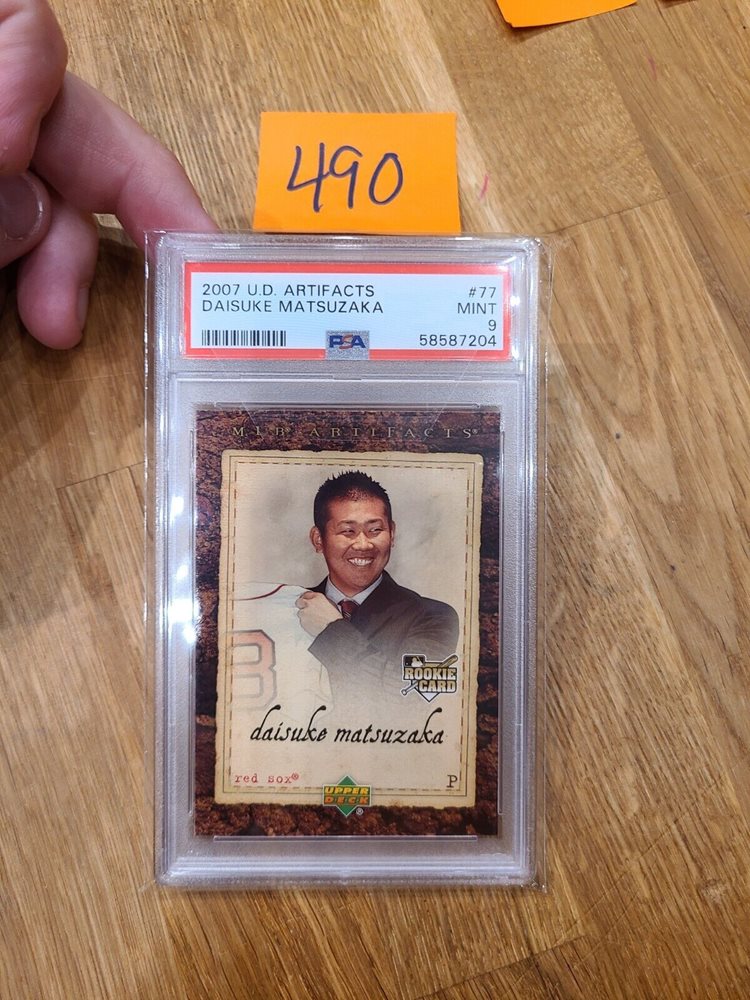 490
2007 U.D. ARTIFACTS #77
DAISUKE MATSUZAKA MINT
9
PSA 58587204
MLB® ARTIFACTS®
B
ROOKIE
CARD
daisuke matsuzaka
red sox® P
UPPER
DECK®